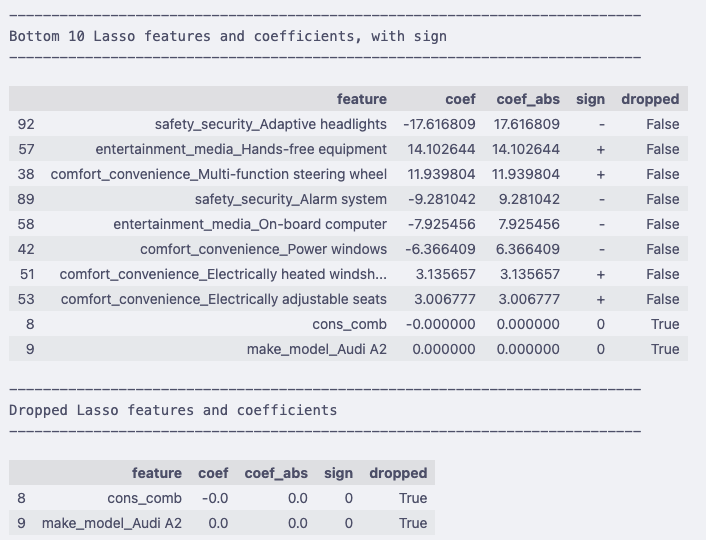 Bottom 10 Lasso features and coefficients, with sign
feature coef coef_abs sign dropped
92 safety_security_Adaptive headlights -17.616809 17.616809 - False
57 entertainment_media_Hands-free equipment 14.102644 14.102644 + False
38 comfort_convenience_Multi-function steering wheel 11.939804 11.939804 + False
89 safety_security_Alarm system -9.281042 9.281042 - False
58 entertainment_media_On-board computer -7.925456 7.925456 - False
42 comfort_convenience_Power windows -6.366409 6.366409 - False
51 comfort_convenience_Electrically heated windsh... 3.135657 3.135657 + False
53 comfort_convenience_Electrically adjustable seats 3.006777 3.006777 + False
8 cons_comb -0.000000 0.000000 0 True
9 make_model_Audi A2 0.000000 0.000000 0 True
Dropped Lasso features and coefficients
feature coef coef_abs sign dropped
8 cons_comb -0.0 0.0 0 True
9 make_model_Audi A2 0.0 0.0 0 True